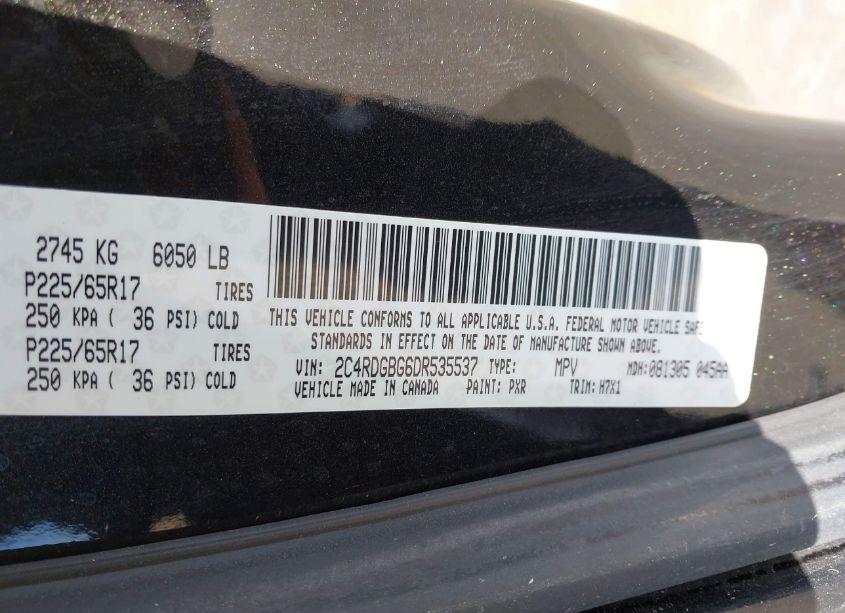 2745 KG 6050 LB
P225/65R17 TIRES
250 KPA ( 36 PSI) COLD
P225/65R17 TIRES
250 KPA ( 36 PSI) COLD
THIS VEHICLE CONFORMS TO ALL APPLICABLE U.S.A. FEDERAL MOTOR VEHICLE SAFE
STANDARDS IN EFFECT ON THE DATE OF MANUFACTURE SHOWN ABOVE.
VIN: 2C4RDGBG6DR535537 TYPE: MPV MDH: 081305 045AA
VEHICLE MADE IN CANADA PAINT: PXR TRIM: H7X1